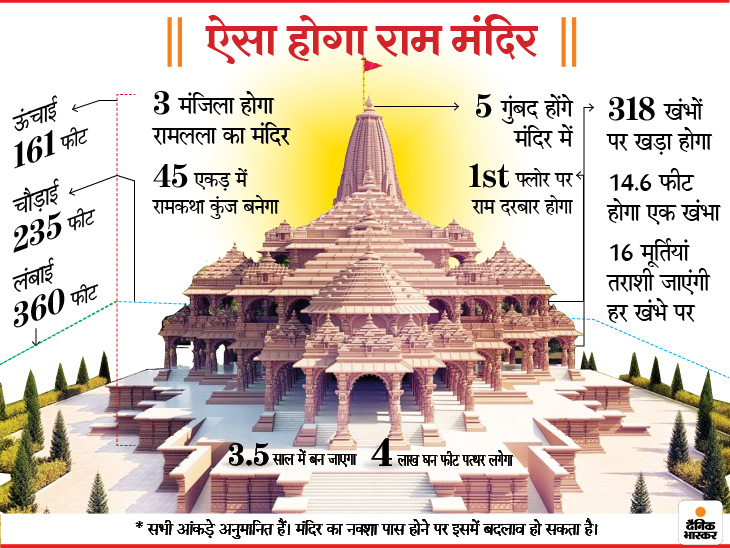 || ऐसा होगा राम मंदिर ||
ऊंचाई
161 फीट
चौड़ाई
235 फीट
लंबाई
360 फीट
3 मंजिला होगा
रामलला का मंदिर
45 एकड़ में
रामकथा कुंज बनेगा
5 गुंबद होंगे
मंदिर में
1st फ्लोर पर
राम दरबार होगा
318 खंभों
पर खड़ा होगा
14.6 फीट
होगा एक खंभा
16 मूर्तियां
तराशी जाएंगी
हर खंभे पर
3.5 साल में बन जाएगा
4 लाख घन फीट पत्थर लगेगा
* सभी आंकड़े अनुमानित हैं। मंदिर का नक्शा पास होने पर इसमें बदलाव हो सकता है।
दैनिक
भास्कर